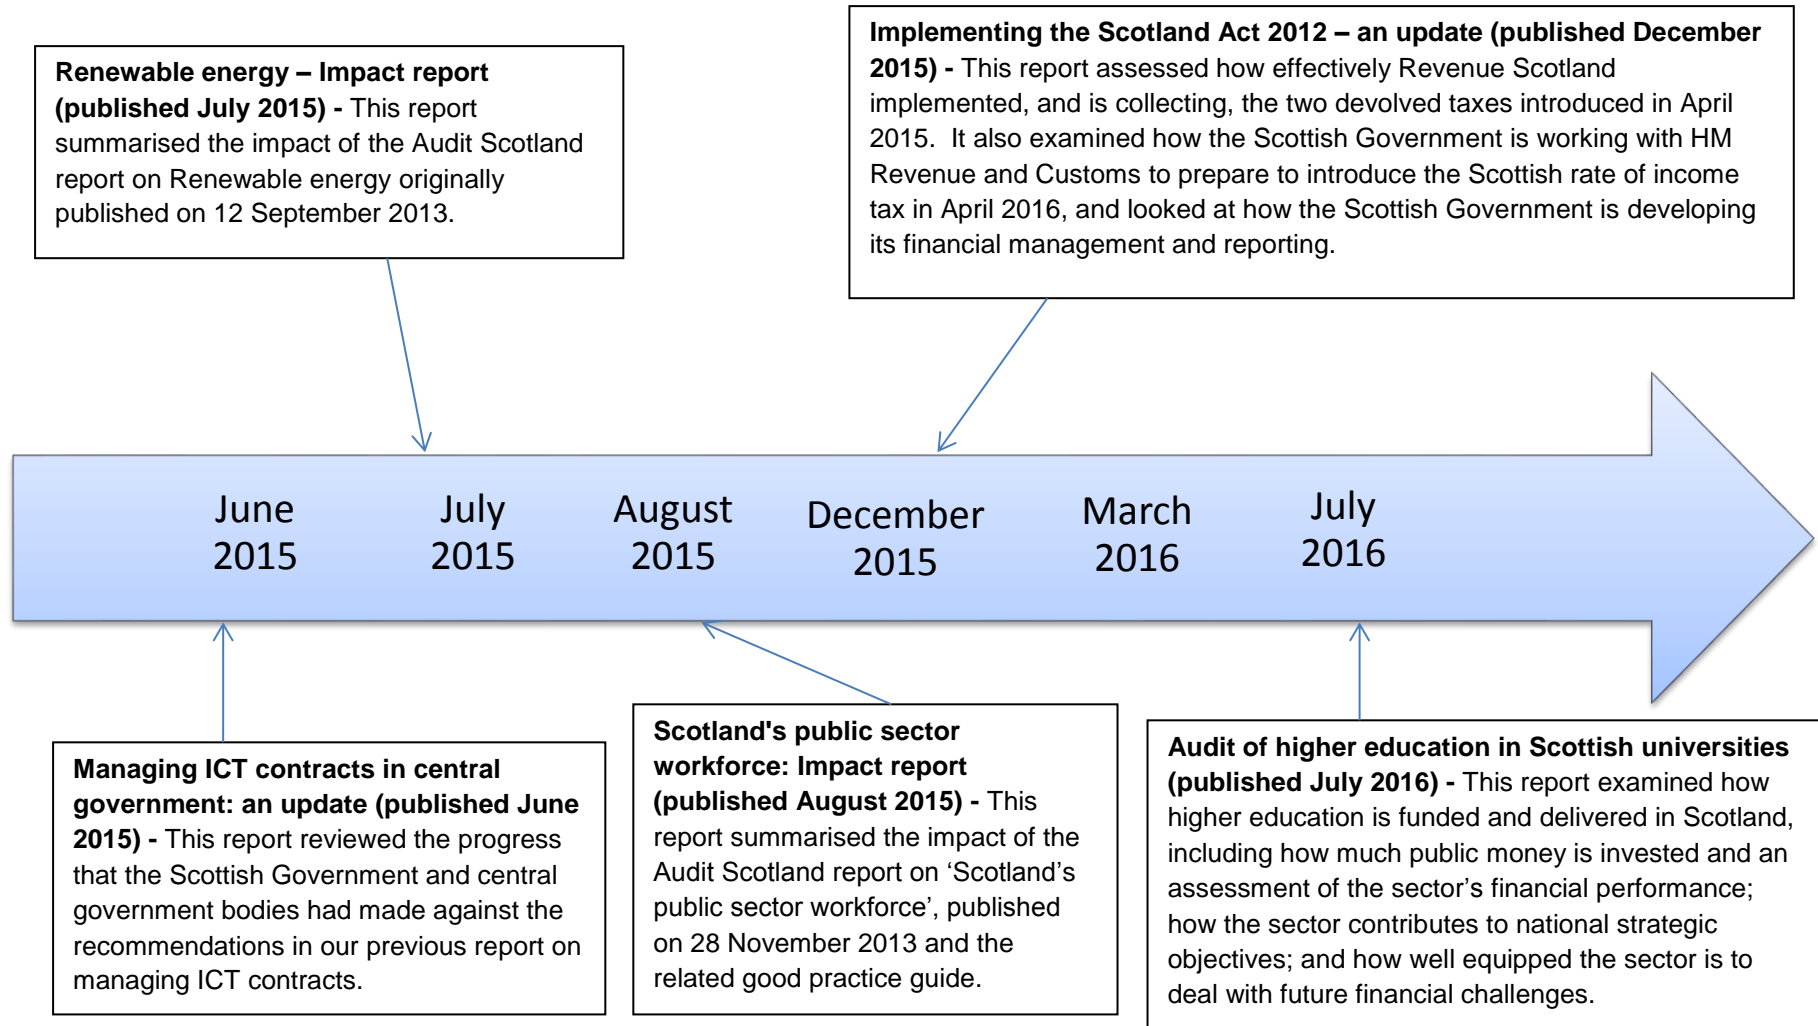 Renewable energy – Impact report
(published July 2015) - This report
summarised the impact of the Audit Scotland
report on Renewable energy originally
published on 12 September 2013.
Implementing the Scotland Act 2012 – an update (published December
2015) - This report assessed how effectively Revenue Scotland
implemented, and is collecting, the two devolved taxes introduced in April
2015.  It also examined how the Scottish Government is working with HM
Revenue and Customs to prepare to introduce the Scottish rate of income
tax in April 2016, and looked at how the Scottish Government is developing
its financial management and reporting.
June
2015
July
2015
August
2015
December
2015
March
2016
July
2016
Managing ICT contracts in central
government: an update (published June
2015) - This report reviewed the progress
that the Scottish Government and central
government bodies had made against the
recommendations in our previous report on
managing ICT contracts.
Scotland's public sector
workforce: Impact report
(published August 2015) - This
report summarised the impact of the
Audit Scotland report on ‘Scotland’s
public sector workforce’, published
on 28 November 2013 and the
related good practice guide.
Audit of higher education in Scottish universities
(published July 2016) - This report examined how
higher education is funded and delivered in Scotland,
including how much public money is invested and an
assessment of the sector’s financial performance;
how the sector contributes to national strategic
objectives; and how well equipped the sector is to
deal with future financial challenges.